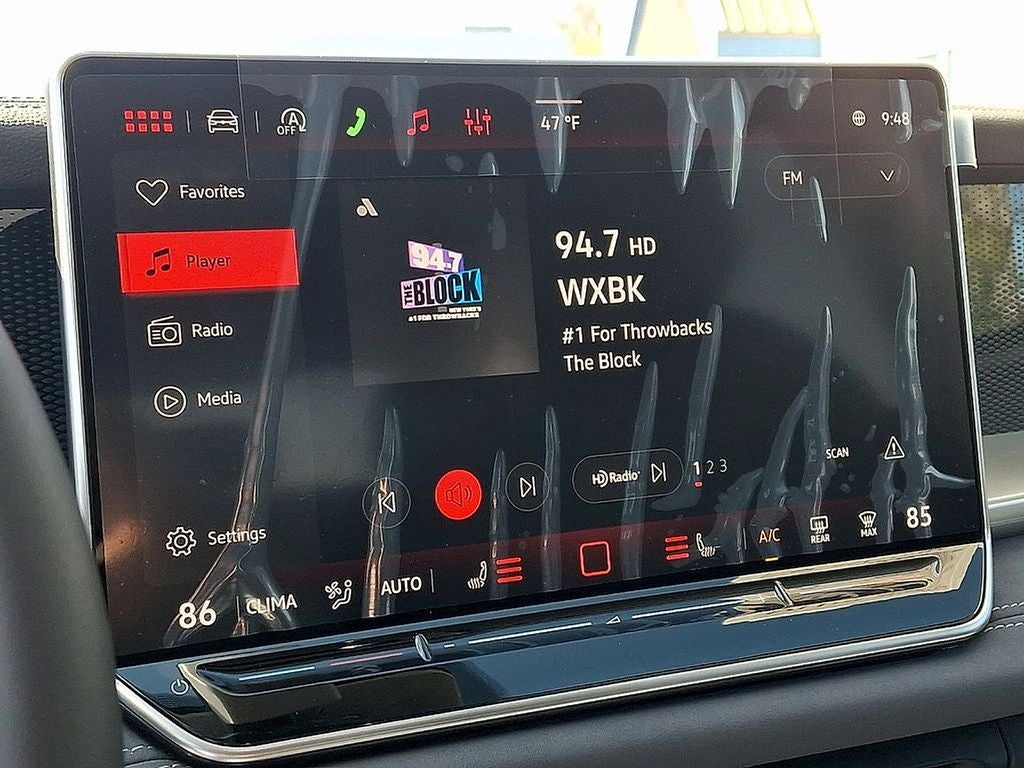 A
OFF
47°F
9:48
Favorites
FM
Player
94.7
THE BLOCK
NEW YORK'S
#1 FOR THROWBACKS
94.7 HD
WXBK
#1 For Throwbacks
The Block
Radio
Media
HD Radio
1 2 3
SCAN
Settings
86
CLIMA
AUTO
A/C
REAR
MAX
85